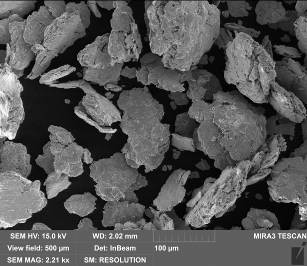 SEM HV: 15.0 kV WD: 2.02 mm MIRA3 TESCAN
View field: 500 µm Det: InBeam 100 µm
SEM MAG: 2.21 kx SM: RESOLUTION